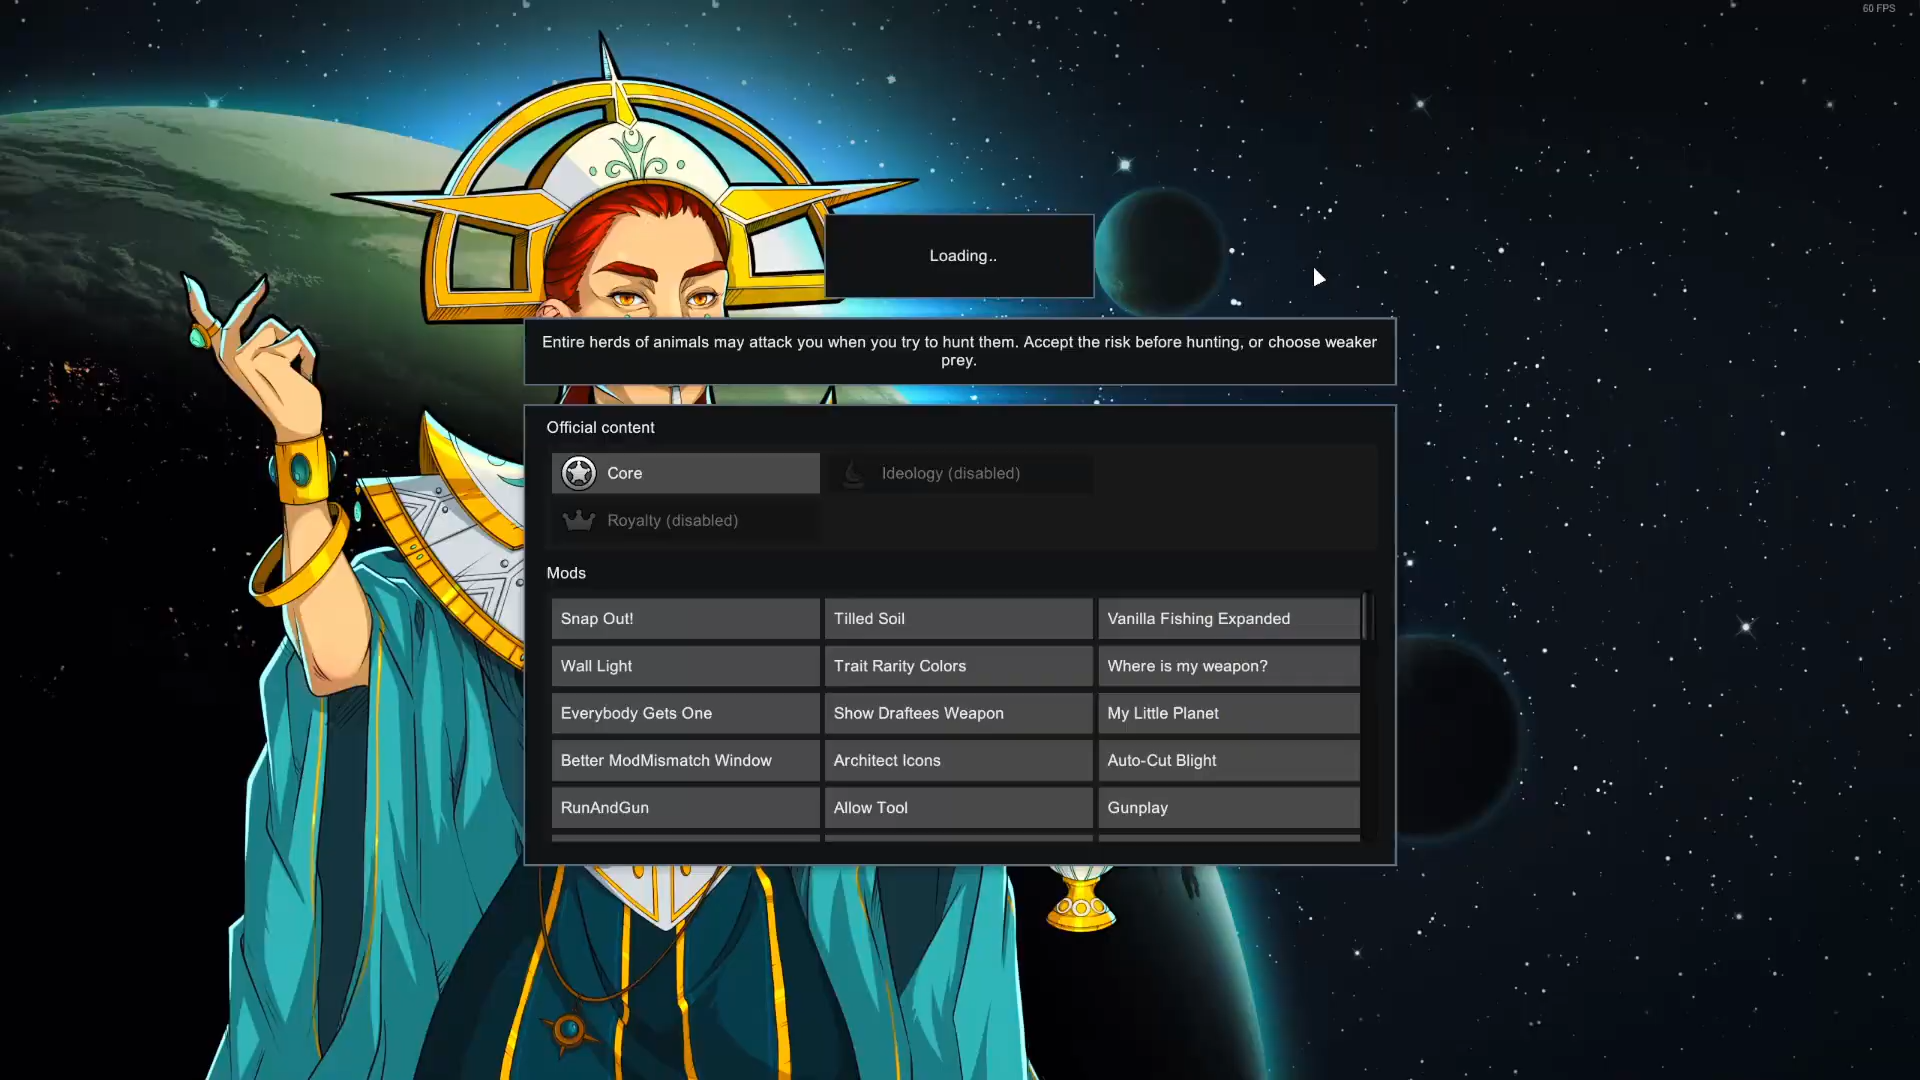 60 FPS
Loading..
Entire herds of animals may attack you when you try to hunt them. Accept the risk before hunting, or choose weaker
prey.
Official content
Core
Ideology (disabled)
Royalty (disabled)
Mods
Snap Out!
Tilled Soil
Vanilla Fishing Expanded
Wall Light
Trait Rarity Colors
Where is my weapon?
Everybody Gets One
Show Draftees Weapon
My Little Planet
Better ModMismatch Window
Architect Icons
Auto-Cut Blight
RunAndGun
Allow Tool
Gunplay